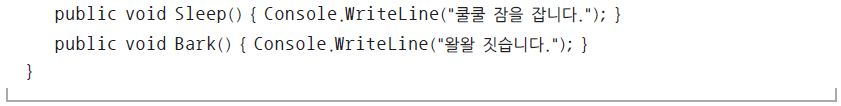 public void Sleep() { Console.WriteLine("쿨쿨 잠을 잡니다."); }
public void Bark() { Console.WriteLine("왈왈 짓습니다."); }
}